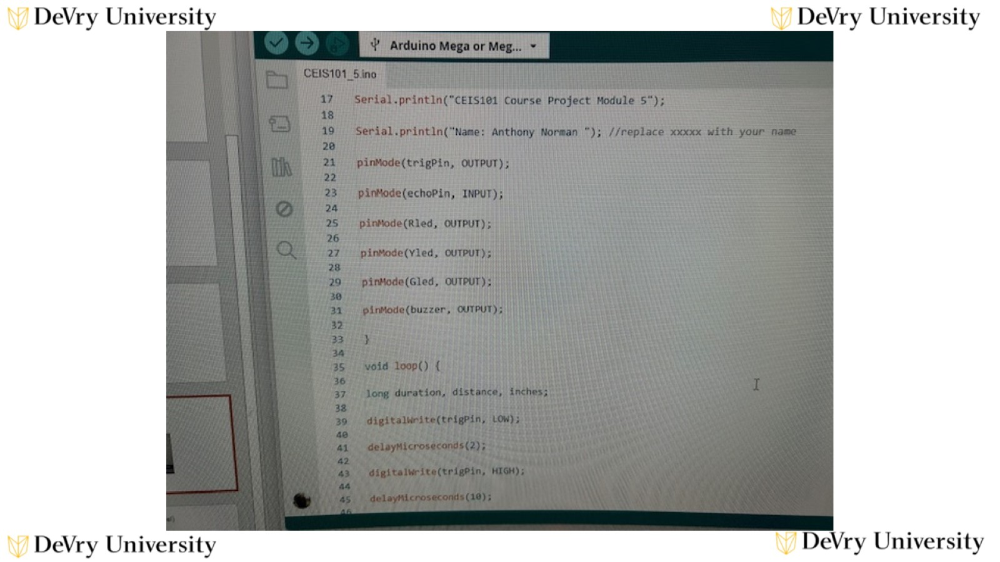 DeVry University
DeVry University
Arduino Mega or Meg...
CEIS101_5.ino
17 Serial.println("CEIS101 Course Project Module 5");
18
19 Serial.println("Name: Anthony Norman "); //replace xxxxx with your name
20
21 pinMode(trigPin, OUTPUT);
22
23 pinMode(echoPin, INPUT);
24
25 pinMode(Rled, OUTPUT);
26
27 pinMode(Yled, OUTPUT);
28
29 pinMode(Gled, OUTPUT);
30
31 pinMode(buzzer, OUTPUT);
32
33 }
34
35 void loop() {
36
37 long duration, distance, inches;
38
39 digitalWrite(trigPin, LOW);
40
41 delayMicroseconds(2);
42
43 digitalWrite(trigPin, HIGH);
44
45 delayMicroseconds(10);
46
DeVry University
DeVry University